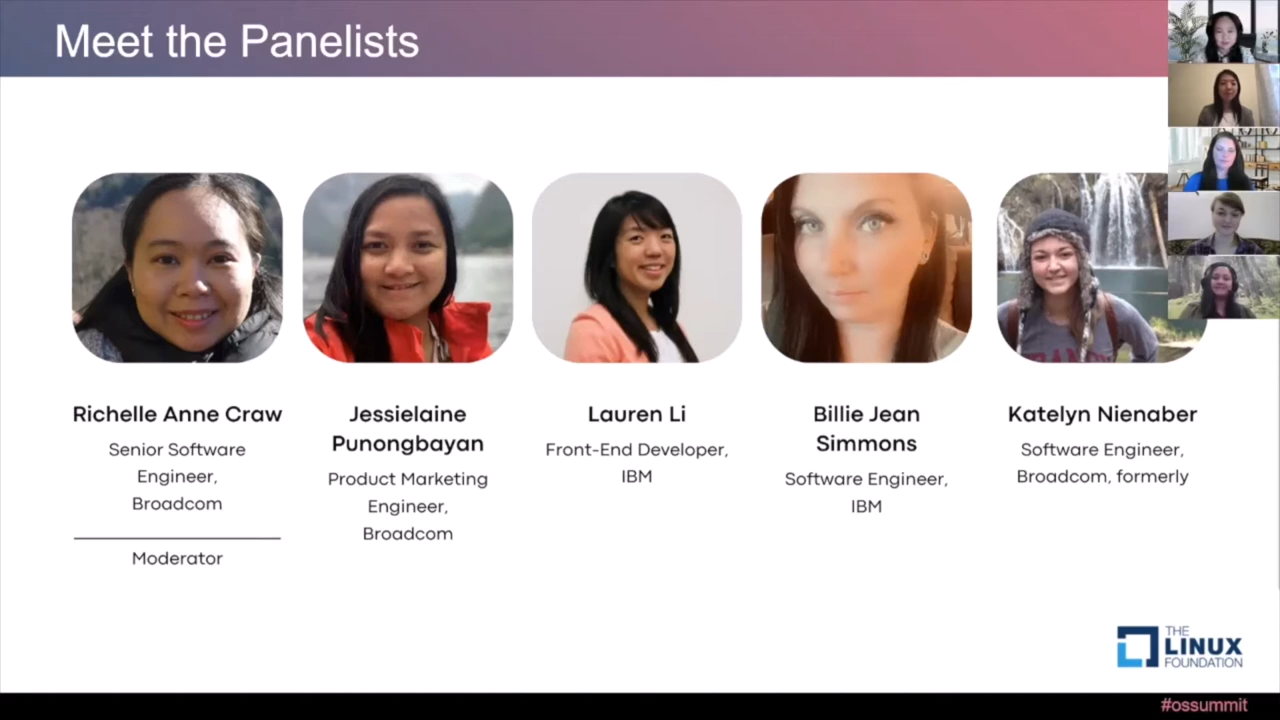 Meet the Panelists
Richelle Anne Craw
Senior Software
Engineer,
Broadcom
Moderator
Jessielaine
Punongbayan
Product Marketing
Engineer,
Broadcom
Lauren Li
Front-End Developer,
IBM
Billie Jean
Simmons
Software Engineer,
IBM
Katelyn Nienaber
Software Engineer,
Broadcom, formerly
THE
LINUX
FOUNDATION
#ossummit